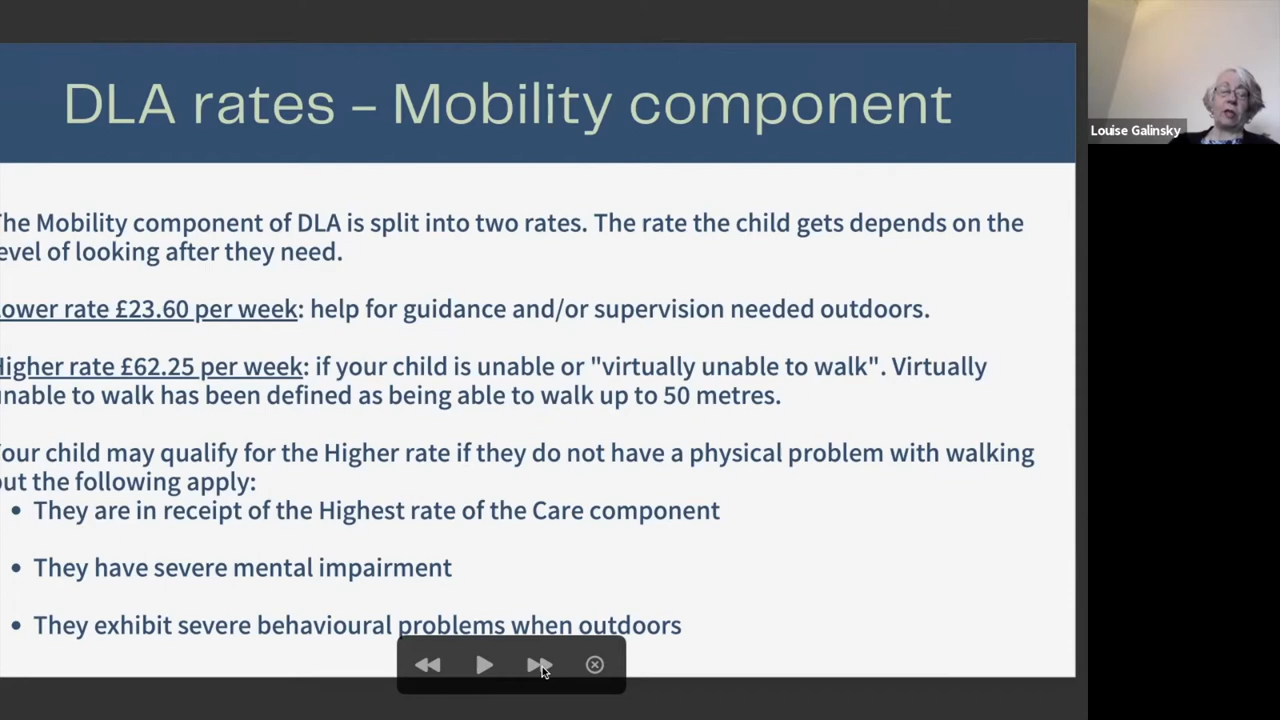 DLA rates – Mobility component
Louise Galinsky
he Mobility component of DLA is split into two rates. The rate the child gets depends on the
evel of looking after they need.
ower rate £23.60 per week: help for guidance and/or supervision needed outdoors.
igher rate £62.25 per week: if your child is unable or "virtually unable to walk". Virtually
nable to walk has been defined as being able to walk up to 50 metres.
our child may qualify for the Higher rate if they do not have a physical problem with walking
ut the following apply:
• They are in receipt of the Highest rate of the Care component
• They have severe mental impairment
• They exhibit severe behavioural problems when outdoors